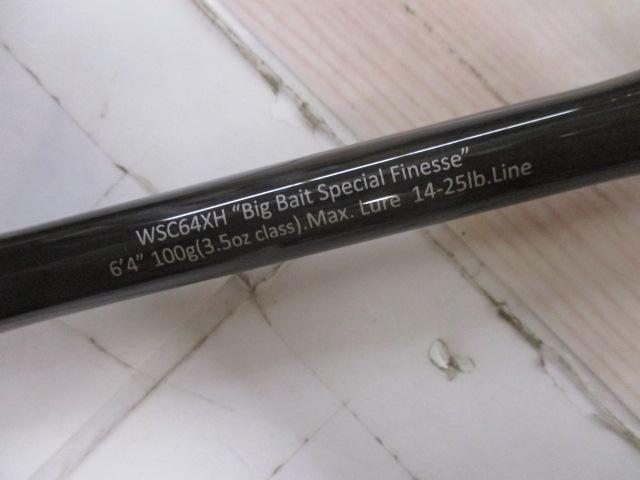 WSC64XH “Big Bait Special Finesse”
6’4” 100g(3.5oz class).Max. Lure 14-25lb.Line